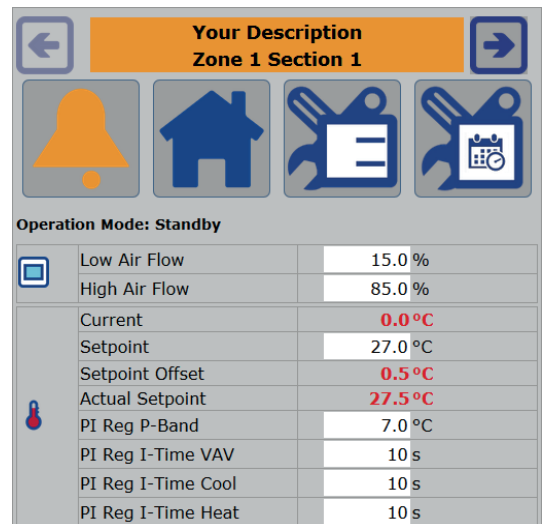 Your Description
Zone 1 Section 1
Operation Mode: Standby
Low Air Flow 15.0 %
High Air Flow 85.0 %
Current 0.0 °C
Setpoint 27.0 °C
Setpoint Offset 0.5 °C
Actual Setpoint 27.5 °C
PI Reg P-Band 7.0 °C
PI Reg I-Time VAV 10 s
PI Reg I-Time Cool 10 s
PI Reg I-Time Heat 10 s